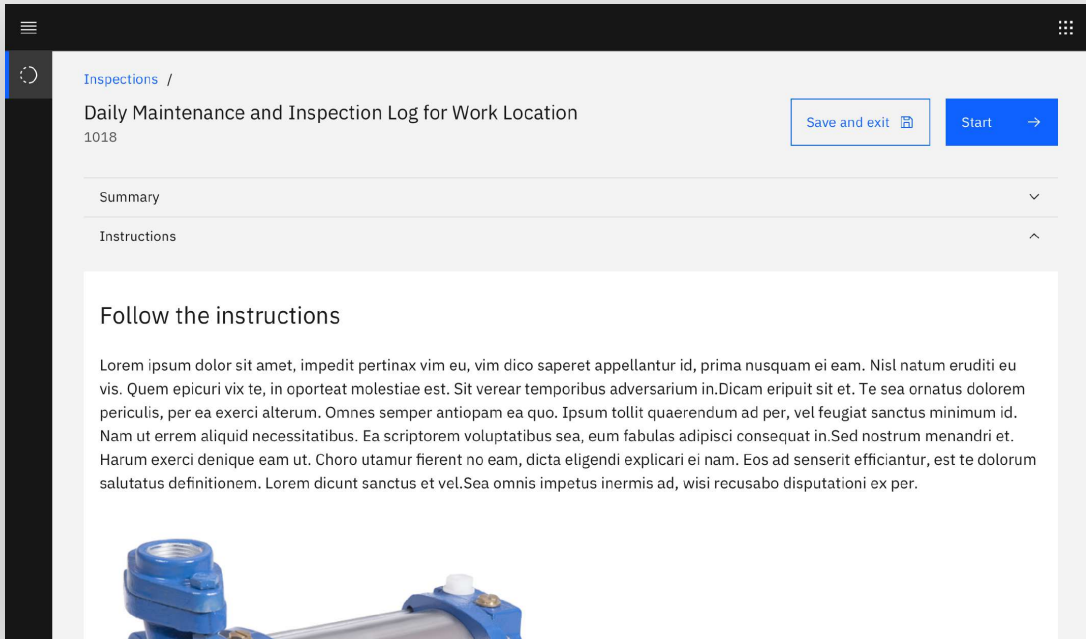 Inspections /
Daily Maintenance and Inspection Log for Work Location
1018
Save and exit
Start
Summary
Instructions
Follow the instructions
Lorem ipsum dolor sit amet, impedit pertinax vim eu, vim dico saperet appellantur id, prima nusquam ei eam. Nisl natum eruditi eu
vis. Quem epicuri vix te, in oporteat molestiae est. Sit verear temporibus adversarium in.Dicam eripuit sit et. Te sea ornatus dolorem
periculis, per ea exerci alterum. Omnes semper antiopam ea quo. Ipsum tollit quaerendum ad per, vel feugiat sanctus minimum id.
Nam ut errem aliquid necessitatibus. Ea scriptorem voluptatibus sea, eum fabulas adipisci consequat in.Sed nostrum menandri et.
Harum exerci denique eam ut. Choro utamur fierent no eam, dicta eligendi explicari ei nam. Eos ad senserit efficiantur, est te dolorum
salutatus definitionem. Lorem dicunt sanctus et vel.Sea omnis impetus inermis ad, wisi recusabo disputationi ex per.